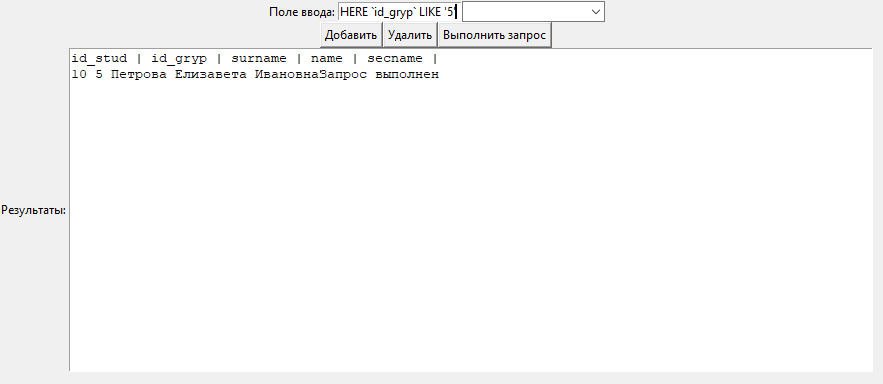 Поле ввода: HERE `id_gryp` LIKE '5'
Добавить Удалить Выполнить запрос
id_stud | id_gryp | surname | name | secname |
10 5 Петрова Елизавета ИвановнаЗапрос выполнен
Результаты: